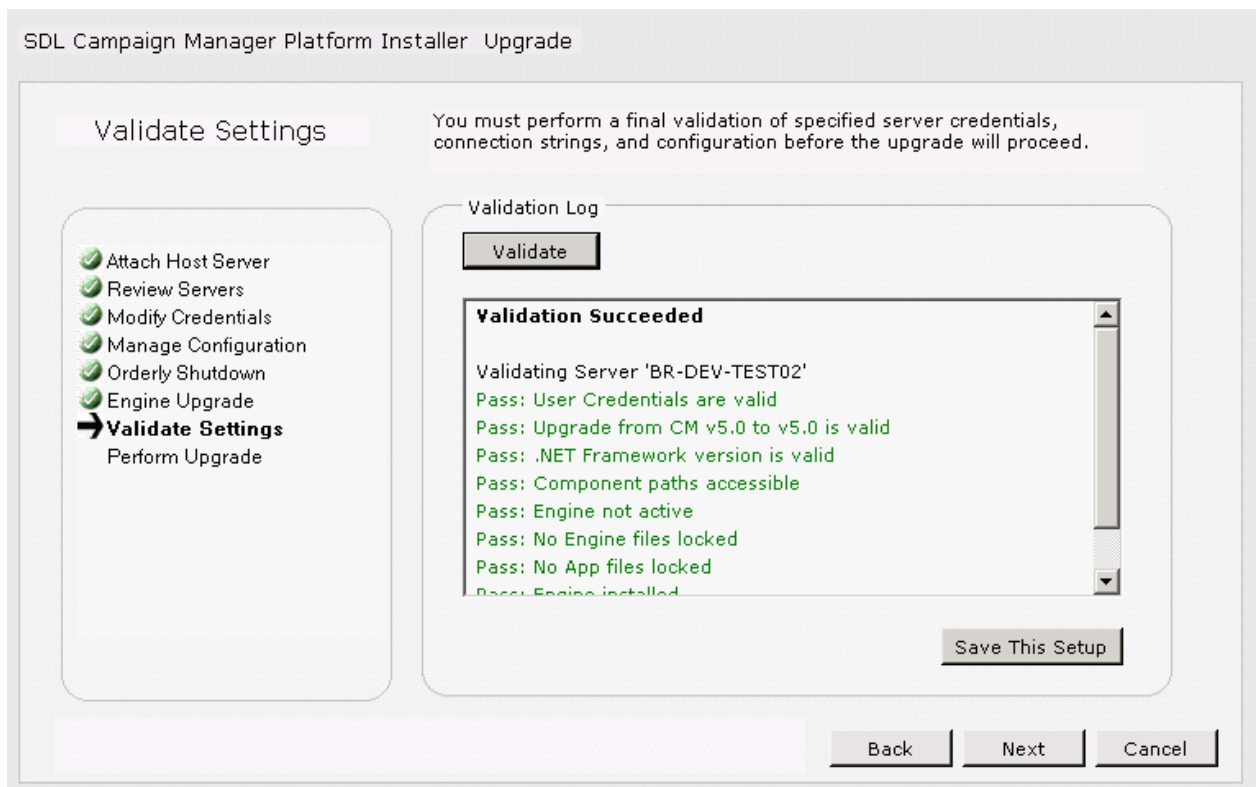 SDL Campaign Manager Platform Installer Upgrade
Validate Settings
You must perform a final validation of specified server credentials,
connection strings, and configuration before the upgrade will proceed.
Attach Host Server
Review Servers
Modify Credentials
Manage Configuration
Orderly Shutdown
Engine Upgrade
Validate Settings
Perform Upgrade
Validation Log
Validate
Validation Succeeded
Validating Server 'BR-DEV-TEST02'
Pass: User Credentials are valid
Pass: Upgrade from CM v5.0 to v5.0 is valid
Pass: .NET Framework version is valid
Pass: Component paths accessible
Pass: Engine not active
Pass: No Engine files locked
Pass: No App files locked
Pass: Engine installed
Save This Setup
Back
Next
Cancel